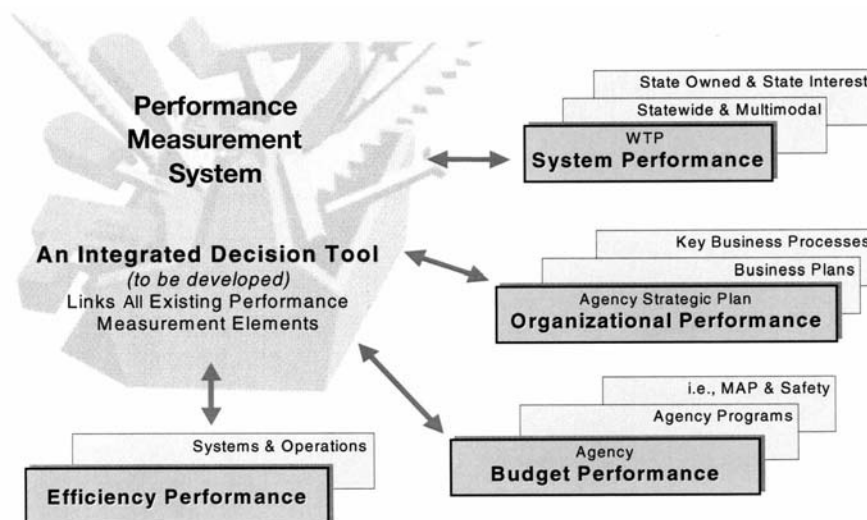 Performance
Measurement
System
An Integrated Decision Tool
(to be developed)
Links All Existing Performance
Measurement Elements
State Owned & State Interest
Statewide & Multimodal
WTP
System Performance
Key Business Processes
Business Plans
Agency Strategic Plan
Organizational Performance
i.e., MAP & Safety
Agency Programs
Agency
Budget Performance
Systems & Operations
Efficiency Performance